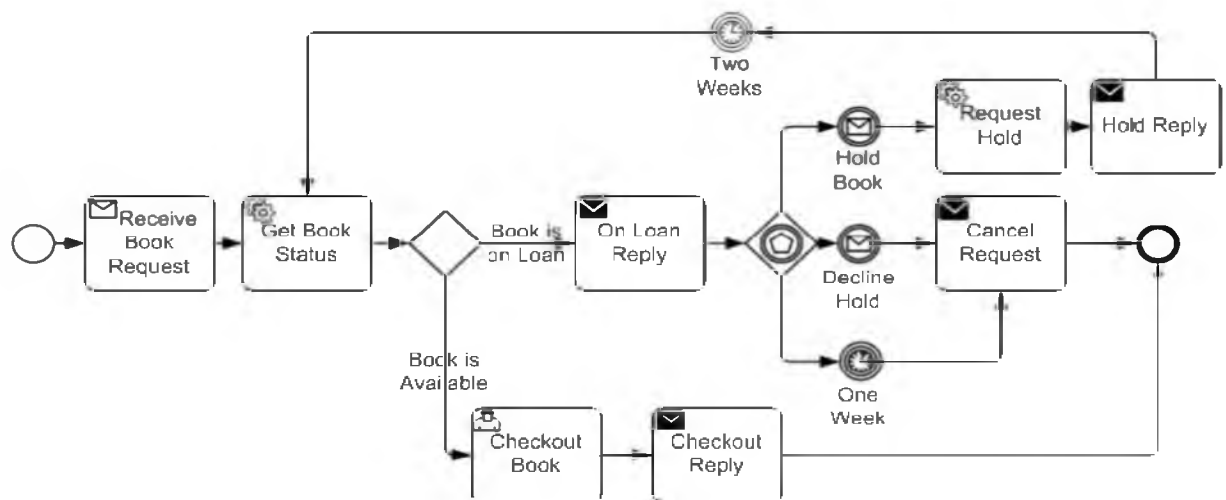 Two
Weeks
Request
Hold
Hold Reply
Hold
Book
Receive
Book
Request
Get Book
Status
Book is
on Loan
On Loan
Reply
Decline
Hold
Cancel
Request
Book is
Available
One
Week
Checkout
Book
Checkout
Reply